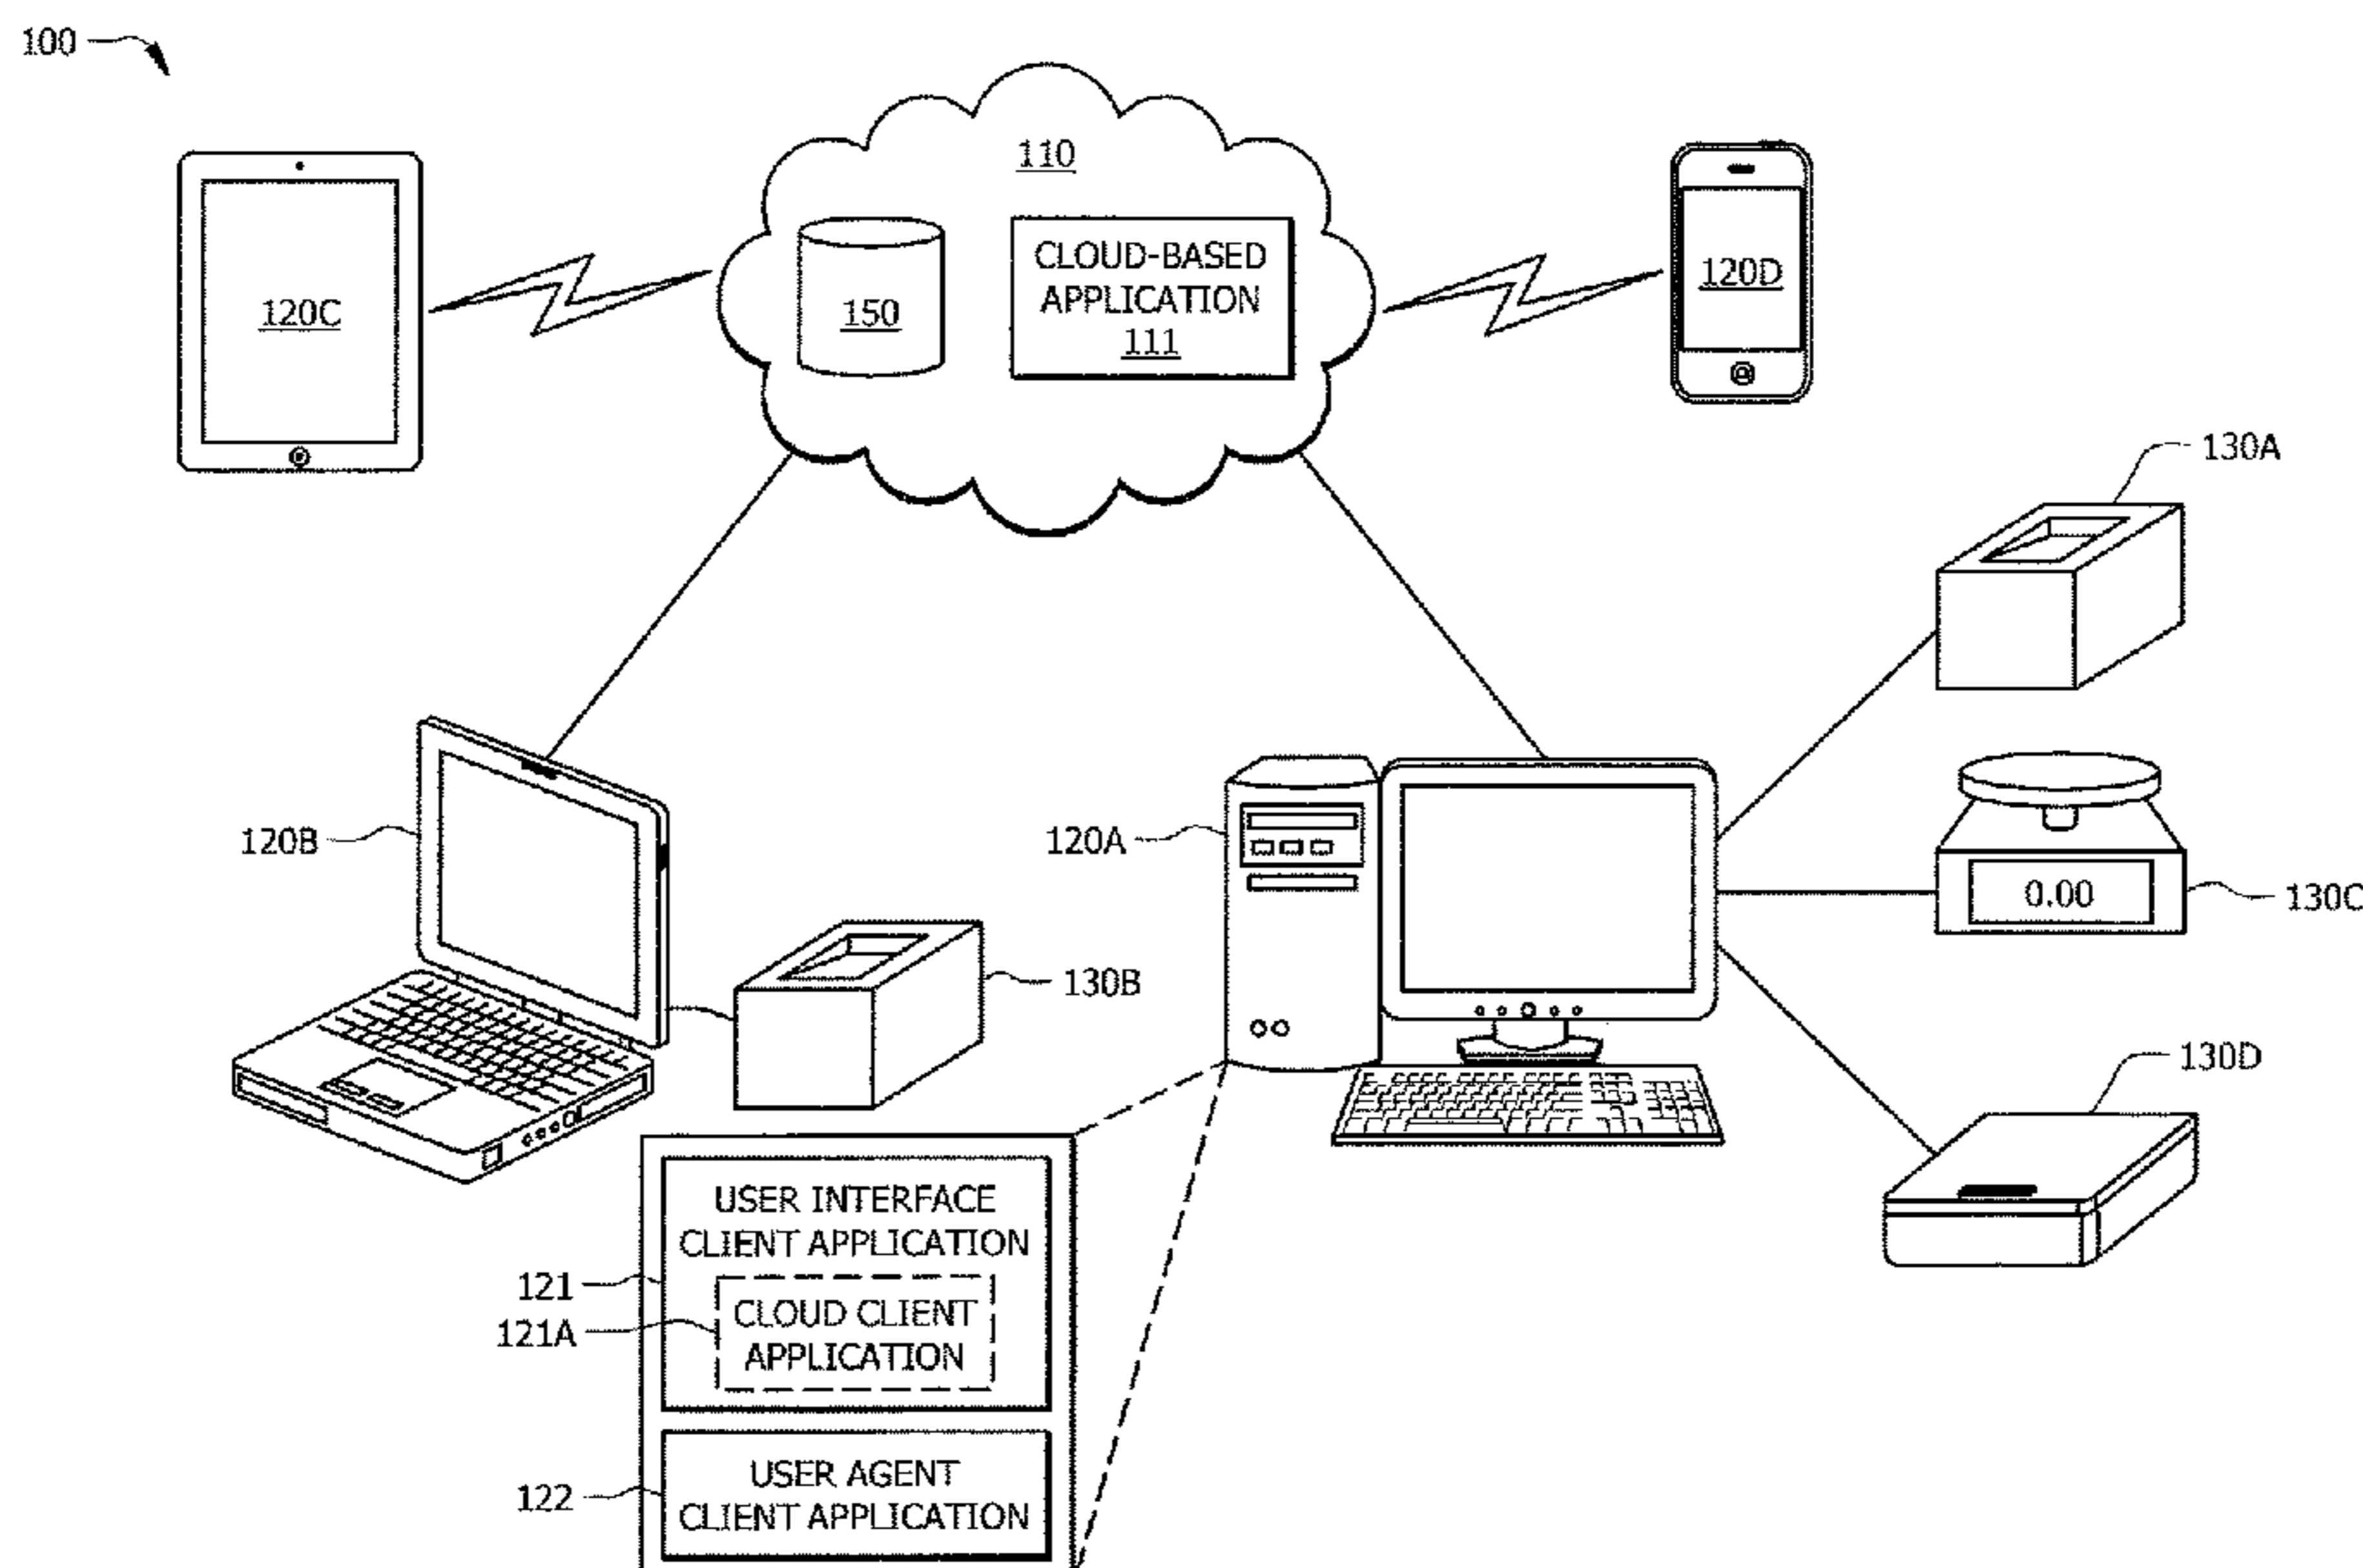 100
110
120C
150
CLOUD-BASED
APPLICATION
111
120D
130A
120B
120A
0.00
130C
130B
130D
USER INTERFACE
CLIENT APPLICATION
121
CLOUD CLIENT
121A
APPLICATION
USER AGENT
122
CLIENT APPLICATION